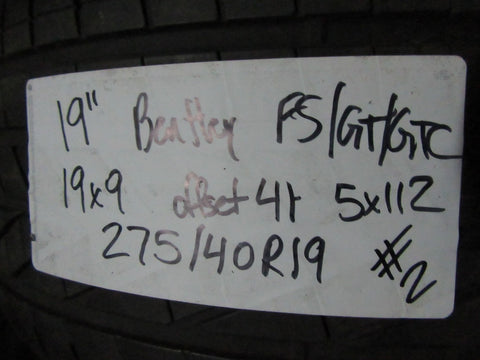 19" Bentley FS/GT/GTC
19x9 offset 41 5x112
275/40R19 #2